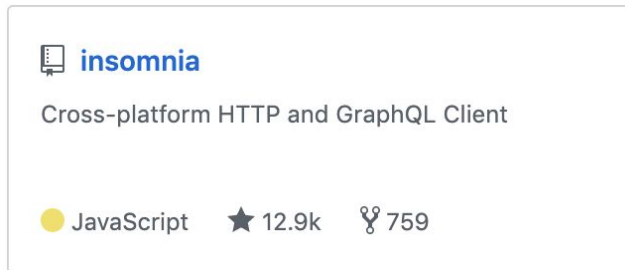 insomnia
Cross-platform HTTP and GraphQL Client
JavaScript 12.9k 759